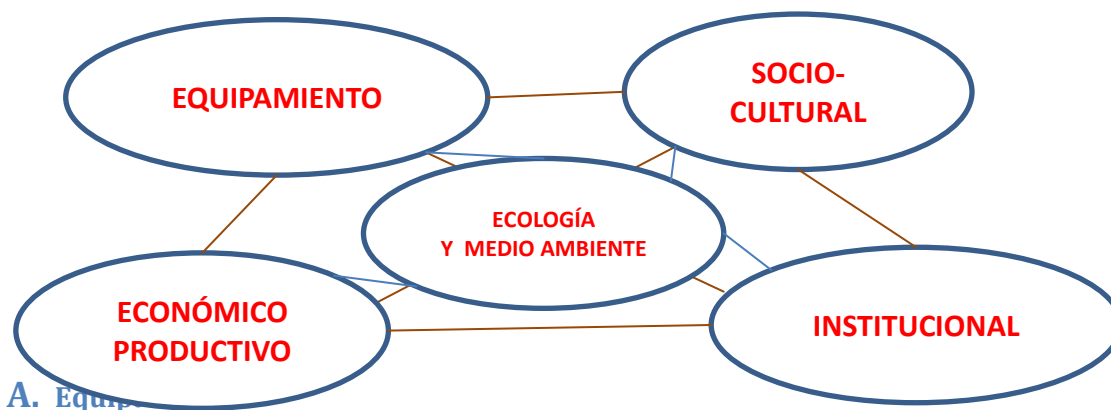 EQUIPAMIENTO
SOCIO-
CULTURAL
ECOLOGÍA
Y MEDIO AMBIENTE
ECONÓMICO
PRODUCTIVO
INSTITUCIONAL
A.